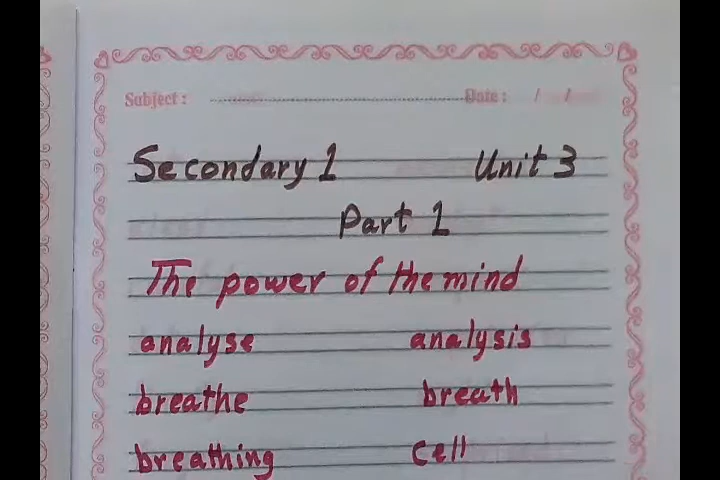 Subject : Date : / /
Secondary 1 Unit 3
Part 1
The power of the mind
analyse analysis
breathe breath
breathing cell